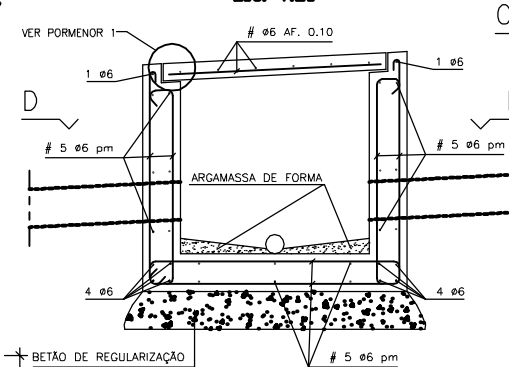 VER PORMENOR 1
# ø6 AF. 0.10
1 ø6
1 ø6
D
# 5 ø6 pm
# 5 ø6 pm
ARGAMASSA DE FORMA
4 ø6
4 ø6
BETÃO DE REGULARIZAÇÃO
# 5 ø6 pm